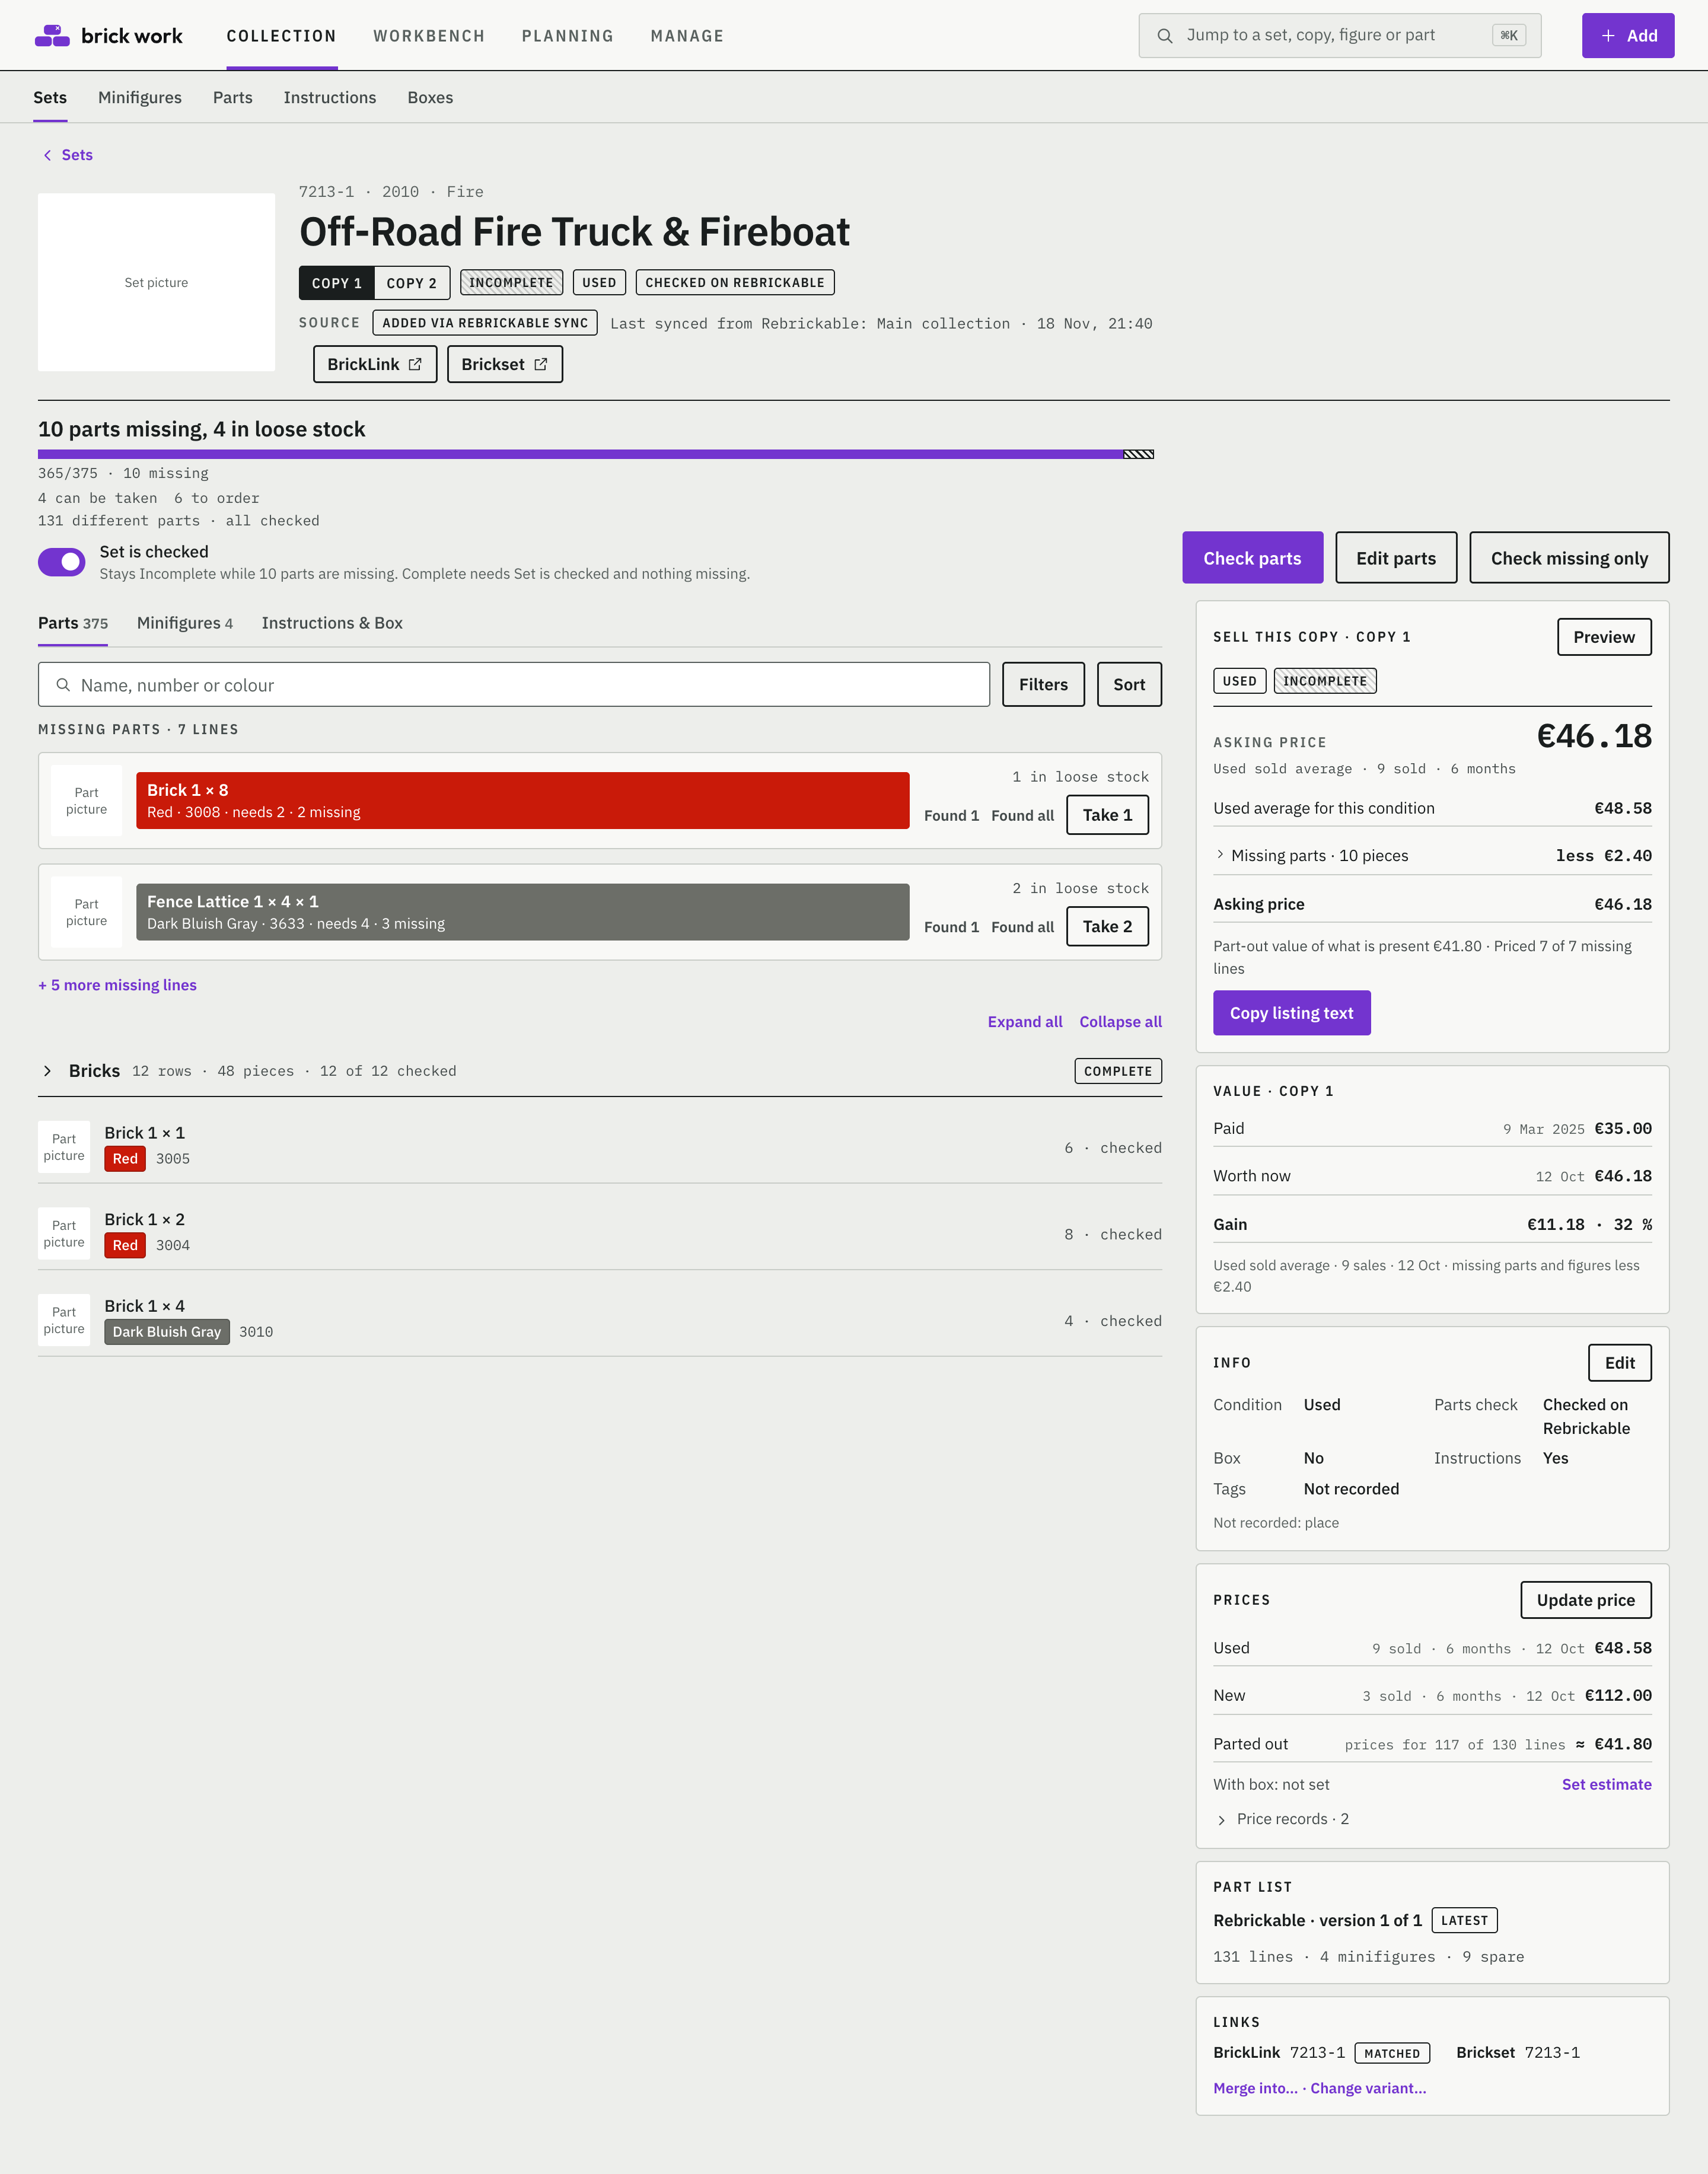 brick work
COLLECTION WORKBENCH PLANNING MANAGE
Jump to a set, copy, figure or part ⌘K
+ Add
Sets Minifigures Parts Instructions Boxes
Sets
Set picture
7213-1 · 2010 · Fire
Off-Road Fire Truck & Fireboat
COPY 1 COPY 2 INCOMPLETE USED CHECKED ON REBRICKABLE
SOURCE ADDED VIA REBRICKABLE SYNC Last synced from Rebrickable: Main collection · 18 Nov, 21:40
BrickLink Brickset
10 parts missing, 4 in loose stock
365/375 · 10 missing
4 can be taken 6 to order
131 different parts · all checked
Set is checked
Stays Incomplete while 10 parts are missing. Complete needs Set is checked and nothing missing.
Check parts Edit parts Check missing only
Parts 375 Minifigures 4 Instructions & Box
Name, number or colour
Filters Sort
MISSING PARTS · 7 LINES
Part
picture
Brick 1 × 8
Red · 3008 · needs 2 · 2 missing
1 in loose stock
Found 1 Found all Take 1
Part
picture
Fence Lattice 1 × 4 × 1
Dark Bluish Gray · 3633 · needs 4 · 3 missing
2 in loose stock
Found 1 Found all Take 2
+ 5 more missing lines
Expand all Collapse all
Bricks 12 rows · 48 pieces · 12 of 12 checked COMPLETE
Part
picture
Brick 1 × 1
Red 3005
6 · checked
Part
picture
Brick 1 × 2
Red 3004
8 · checked
Part
picture
Brick 1 × 4
Dark Bluish Gray 3010
4 · checked
SELL THIS COPY · COPY 1 Preview
USED INCOMPLETE
ASKING PRICE €46.18
Used sold average · 9 sold · 6 months
Used average for this condition €48.58
Missing parts · 10 pieces less €2.40
Asking price €46.18
Part-out value of what is present €41.80 · Priced 7 of 7 missing
lines
Copy listing text
VALUE · COPY 1
Paid 9 Mar 2025 €35.00
Worth now 12 Oct €46.18
Gain €11.18 · 32 %
Used sold average · 9 sales · 12 Oct · missing parts and figures less
€2.40
INFO Edit
Condition Used Parts check Checked on
Rebrickable
Box No Instructions Yes
Tags Not recorded
Not recorded: place
PRICES Update price
Used 9 sold · 6 months · 12 Oct €48.58
New 3 sold · 6 months · 12 Oct €112.00
Parted out prices for 117 of 130 lines ≈ €41.80
With box: not set Set estimate
Price records · 2
PART LIST
Rebrickable · version 1 of 1 LATEST
131 lines · 4 minifigures · 9 spare
LINKS
BrickLink 7213-1 MATCHED Brickset 7213-1
Merge into... · Change variant...